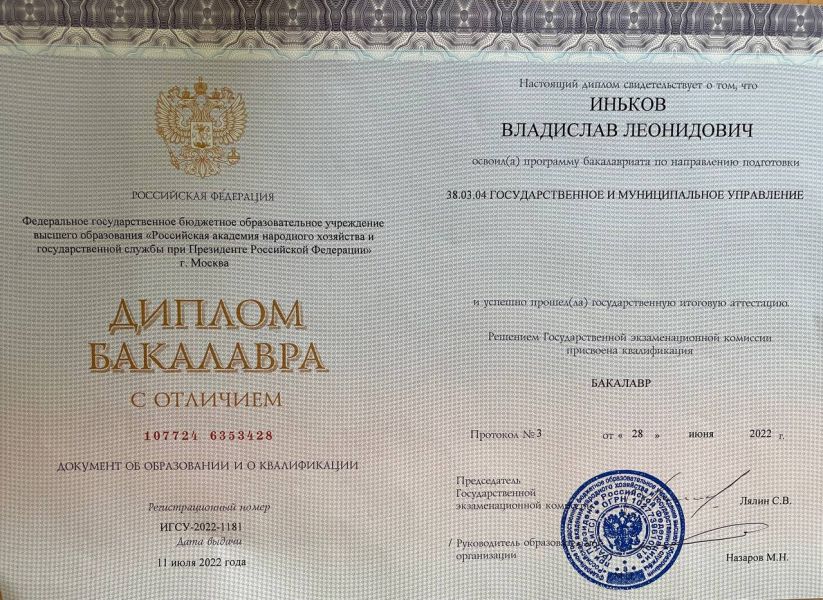 РОССИЙСКАЯ ФЕДЕРАЦИЯ
Федеральное государственное бюджетное образовательное учреждение
высшего образования «Российская академия народного хозяйства и
государственной службы при Президенте Российской Федерации»
г. Москва
ДИПЛОМ
БАКАЛАВРА
С ОТЛИЧИЕМ
107724 6353428
ДОКУМЕНТ ОБ ОБРАЗОВАНИИ И О КВАЛИФИКАЦИИ
Регистрационный номер
ИГСУ-2022-1181
Дата выдачи
11 июля 2022 года
Настоящий диплом свидетельствует о том, что
ИНЬКОВ
ВЛАДИСЛАВ ЛЕОНИДОВИЧ
освоил(а) программу бакалавриата по направлению подготовки
38.03.04 ГОСУДАРСТВЕННОЕ И МУНИЦИПАЛЬНОЕ УПРАВЛЕНИЕ
и успешно прошел(ла) государственную итоговую аттестацию.
Решением Государственной экзаменационной комиссии
присвоена квалификация
БАКАЛАВР
Протокол № 3 от « 28 » июня 2022 г.
Председатель
Государственной
экзаменационной
Лялин С.В.
/ Руководитель
организации
Назаров М.Н.